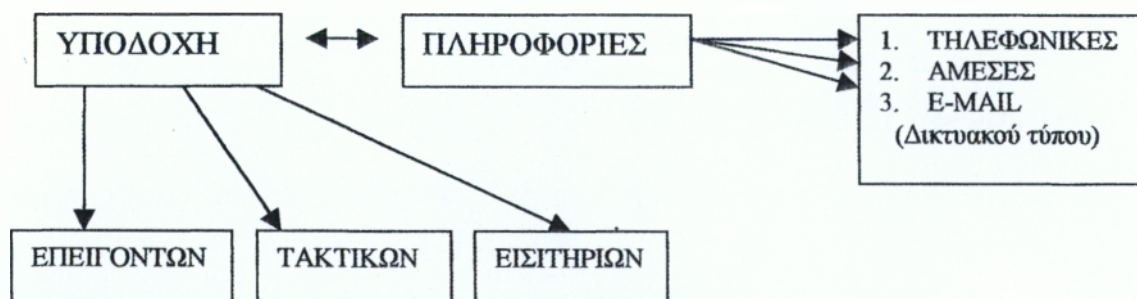 ΥΠΟΔΟΧΗ
ΠΛΗΡΟΦΟΡΙΕΣ
1. ΤΗΛΕΦΩΝΙΚΕΣ
2. ΑΜΕΣΕΣ
3. E-MAIL
(Δικτυακού τύπου)
ΕΠΕΙΓΟΝΤΩΝ
ΤΑΚΤΙΚΩΝ
ΕΙΣΙΤΗΡΙΩΝ